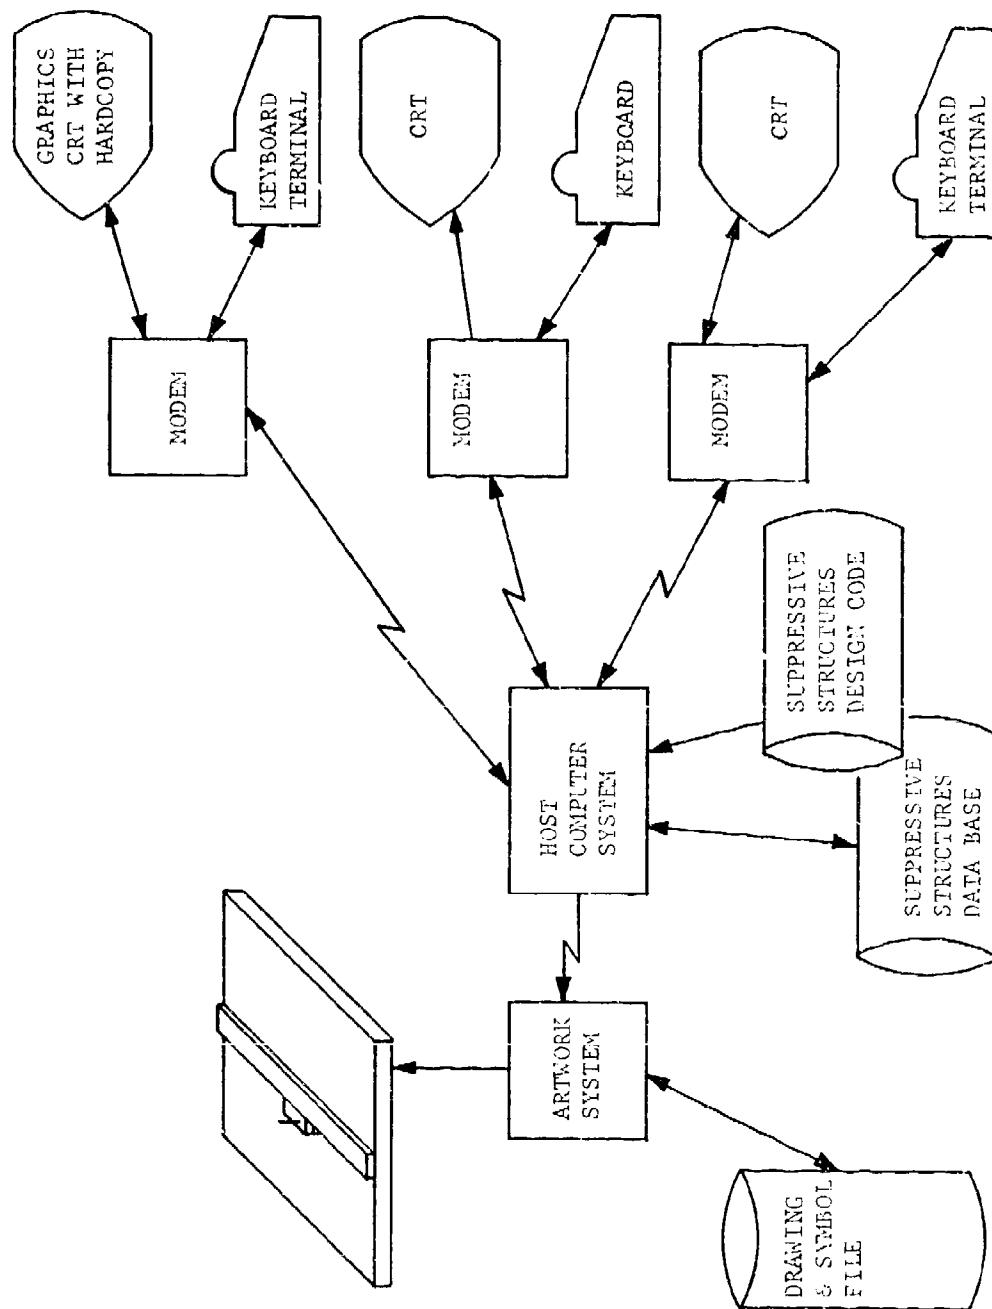 GRAPHICS
CRT WITH
HARDCOPY
KEYBOARD
TERMINAL
CRT
KEYBOARD
CRT
KEYBOARD
TERMINAL
MODEM
MODEM
MODEM
HOST
COMPUTER
SYSTEM
SUPPRESSIVE
STRUCTURES
DESIGN CODE
SUPPRESSIVE
STRUCTURES
DATA BASE
ARTWORK
SYSTEM
DRAWING
& SYMBOL
FILE